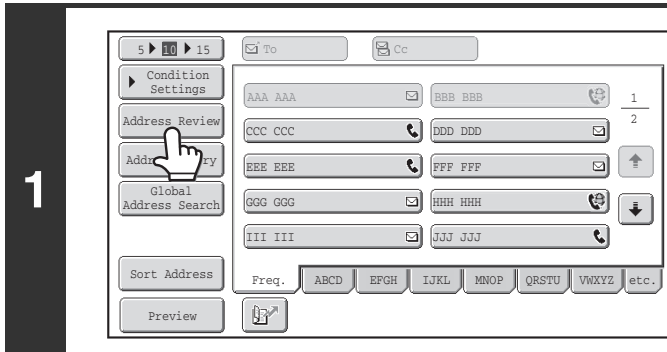 1
5 10 15
To
Cc
Condition
Settings
Address Review
Global
Address Search
Sort Address
Preview
AAA AAA
BBB BBB
CCC CCC
DDD DDD
EEE EEE
FFF FFF
GGG GGG
HHH HHH
III III
JJJ JJJ
1
2
Freq.
ABCD
EFGH
IJKL
MNOP
QRSTU
VWXYZ
etc.